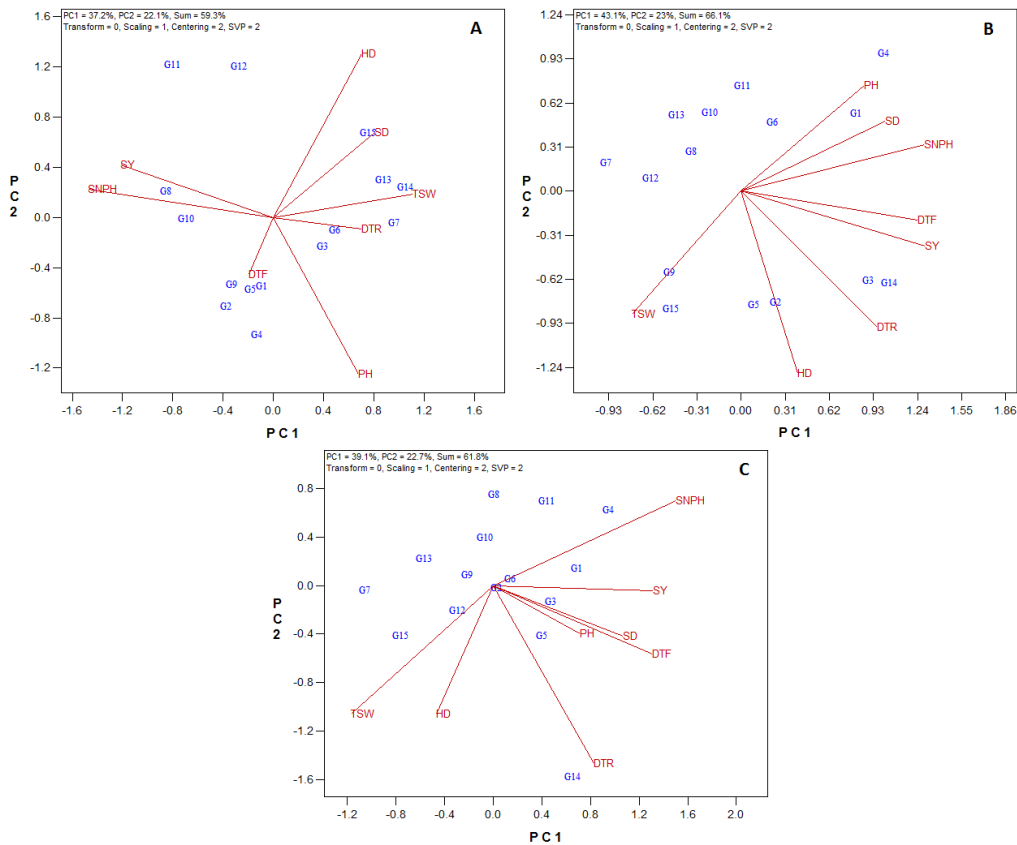 PC1 = 37.2%, PC2 = 22.1%, Sum = 59.3%
Transform = 0, Scaling = 1, Centering = 2, SVP = 2
A
1.6
1.2
0.8
0.4
0.0
-0.4
-0.8
-1.2
P C 2
-1.6 -1.2 -0.8 -0.4 0.0 0.4 0.8 1.2 1.6
P C 1
HD
G11
G12
G15
SD
SY
SNPH
G8
G10
G13
G14
TSW
G7
DTR
G6
G3
DTF
G9
G5
G1
G2
G4
PH
PC1 = 43.1%, PC2 = 23%, Sum = 66.1%
Transform = 0, Scaling = 1, Centering = 2, SVP = 2
B
1.24
0.93
0.62
0.31
0.00
-0.31
-0.62
-0.93
-1.24
P C 2
-0.93 -0.62 -0.31 0.00 0.31 0.62 0.93 1.24 1.55 1.86
P C 1
G4
PH
G11
G13
G10
G6
G1
SD
SNPH
G8
G7
G12
DTF
SY
G9
G3
G14
TSW
G15
G5
G2
DTR
HD
PC1 = 39.1%, PC2 = 22.7%, Sum = 61.8%
Transform = 0, Scaling = 1, Centering = 2, SVP = 2
C
0.8
0.4
0.0
-0.4
-0.8
-1.2
-1.6
P C 2
-1.2 -0.8 -0.4 0.0 0.4 0.8 1.2 1.6 2.0
P C 1
G8
G11
G4
SNPH
G10
G13
G9
G6
G1
G7
G2
SY
G12
G3
G15
G5
PH
SD
DTF
TSW
HD
DTR
G14